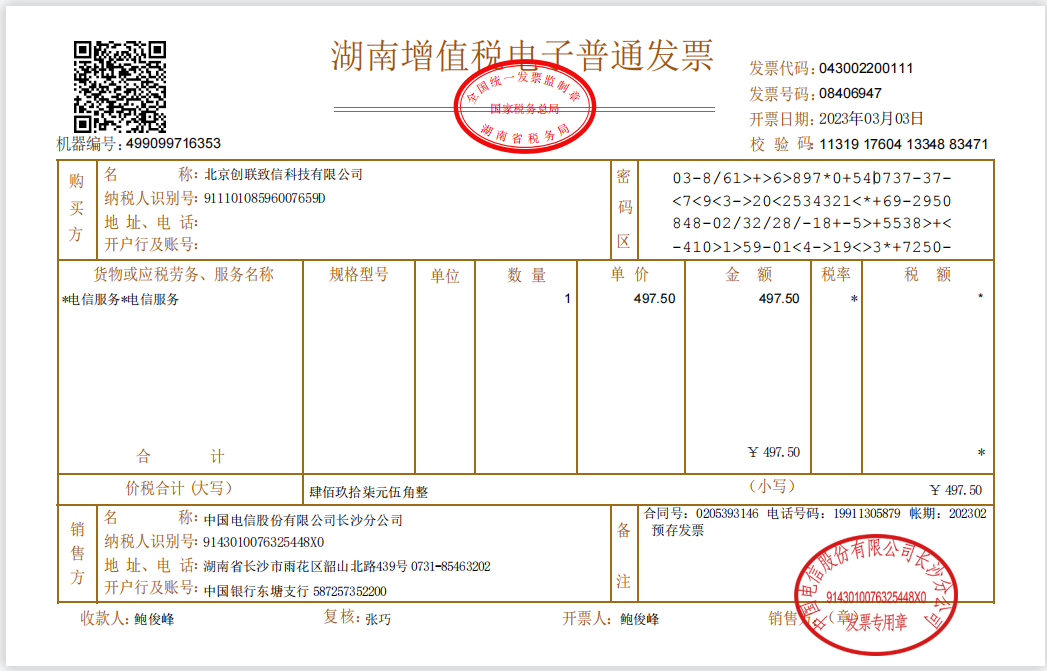 湖南增值税电子普通发票
全国统一发票监制章
国家税务总局
湖南省税务局
发票代码: 043002200111
发票号码: 08406947
开票日期: 2023年03月03日
校 验 码: 11319 17604 13348 83471
机器编号: 499099716353
购买方
名 称: 北京创联致信科技有限公司
纳税人识别号: 91110108596007659D
地 址、电 话:
开户行及账号:
密码区
03-8/61>+>6>897*0+540737-37-
<7<9<3->20<2534321<*+69-2950
848-02/32/28/-18+-5>+5538>+<
-410>1>59-01<4->19<>3*+7250-
货物或应税劳务、服务名称 规格型号 单位 数 量 单 价 金 额 税率 税 额
*电信服务*电信服务 1 497.50 497.50 * *
合 计 ￥ 497.50 *
价税合计 (大写) 肆佰玖拾柒元伍角整 (小写) ￥ 497.50
销售方
名 称: 中国电信股份有限公司长沙分公司
纳税人识别号: 9143010076325448X0
地 址、电 话: 湖南省长沙市雨花区韶山北路439号 0731-85463202
开户行及账号: 中国银行东塘支行 587257352200
备注
合同号: 0205393146 电话号码: 19911305879 帐期: 202302
预存发票
中国电信股份有限公司长沙分公司
9143010076325448X0
发票专用章
收款人: 鲍俊峰 复核: 张巧 开票人: 鲍俊峰 销售方: (章)